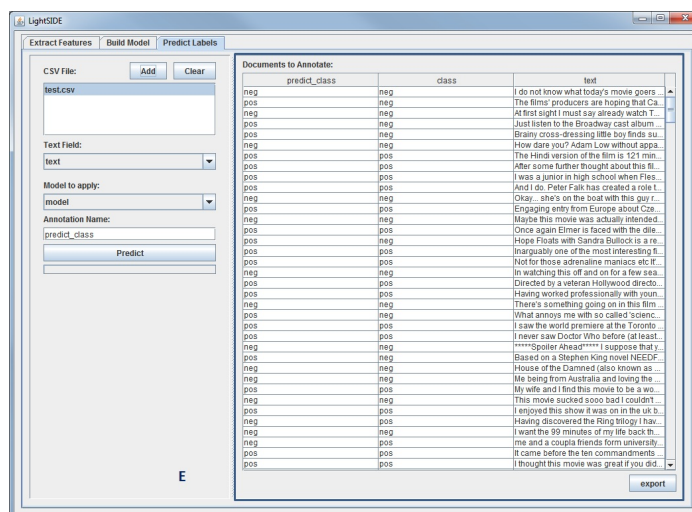 LightSIDE
Extract Features Build Model Predict Labels
CSV File: Add Clear
test.csv
Text Field:
text
Model to apply:
model
Annotation Name:
predict_class
Predict
E
Documents to Annotate:
predict_class class text
neg neg I do not know what today's movie goers ...
pos neg The films' producers are hoping that Ca...
neg neg At first sight I must say already watch T...
pos neg Just listen to the Broadway cast album ...
pos neg Brainy cross-dressing little boy finds su...
neg neg How dare you? Adam Low without appa...
pos pos The Hindi version of the film is 121 min...
pos pos After some further thought about this fil...
pos pos I was a junior in high school when Fles...
pos pos And I do. Peter Falk has created a role t...
neg pos Okay... she's on the boat with this guy r...
pos pos Engaging entry from Europe about Cze...
neg pos Maybe this movie was actually intended...
pos pos Once again Elmer is faced with the dile...
pos pos Hope Floats with Sandra Bullock is a re...
pos pos Inarguably one of the most interesting fi...
pos pos Not for those adrenaline maniacs etc It'...
neg pos In watching this off and on for a few sea...
pos pos Directed by a veteran Hollywood directo...
pos pos Having worked professionally with youn...
neg pos There's something going on in this film ...
pos pos What annoys me with so called 'scienc...
pos pos I saw the world premiere at the Toronto ...
pos pos I never saw Doctor Who before (at least...
neg pos *****Spoiler Ahead***** I suppose that y...
pos pos Based on a Stephen King novel NEEDF...
neg pos House of the Damned (also known as ...
neg pos Me being from Australia and loving the ...
pos pos My wife and I find this movie to be a wo...
neg pos This movie sucked sooo bad I couldn't ...
pos pos I enjoyed this show it was on in the uk b...
neg pos Having discovered the Ring trilogy I hav...
neg pos I want the 99 minutes of my life back th...
neg pos me and a coupla friends form university...
pos pos It came before the ten commandments ...
pos pos I thought this movie was great if you did...
export